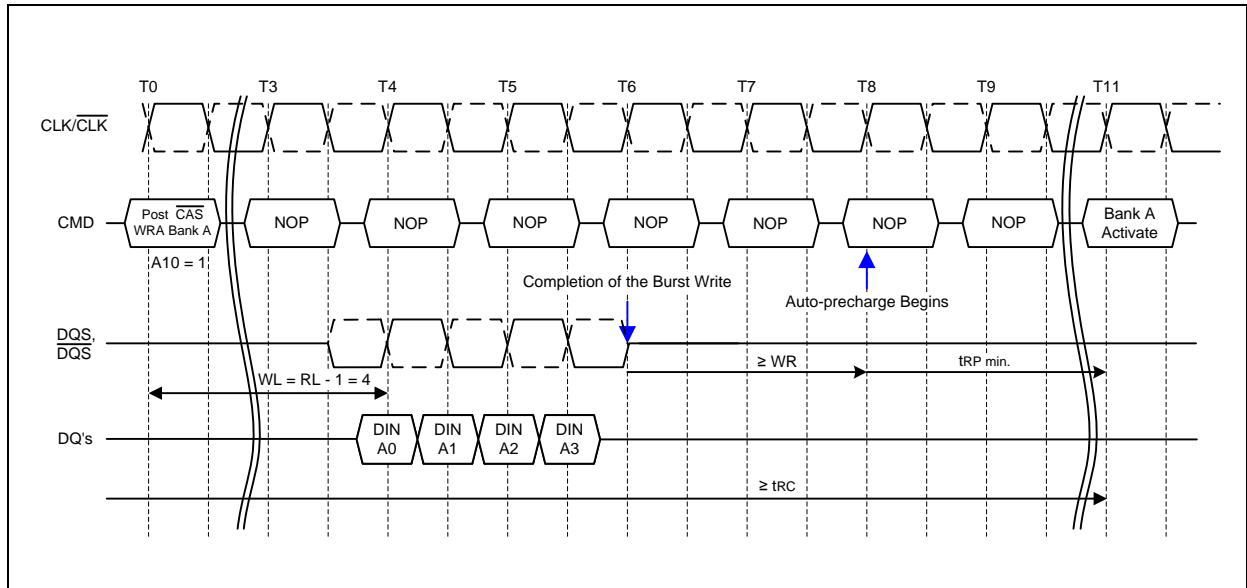 T0 T3 T4 T5 T6 T7 T8 T9 T11
CLK/CLK
CMD
Post CAS
WRA Bank A
NOP NOP NOP NOP NOP NOP NOP
Bank A
Activate
A10 = 1
Completion of the Burst Write
Auto-precharge Begins
DQS,
DQS
≥ WR
tRP min.
WL = RL - 1 = 4
DQ's
DIN
A0
DIN
A1
DIN
A2
DIN
A3
≥ tRC